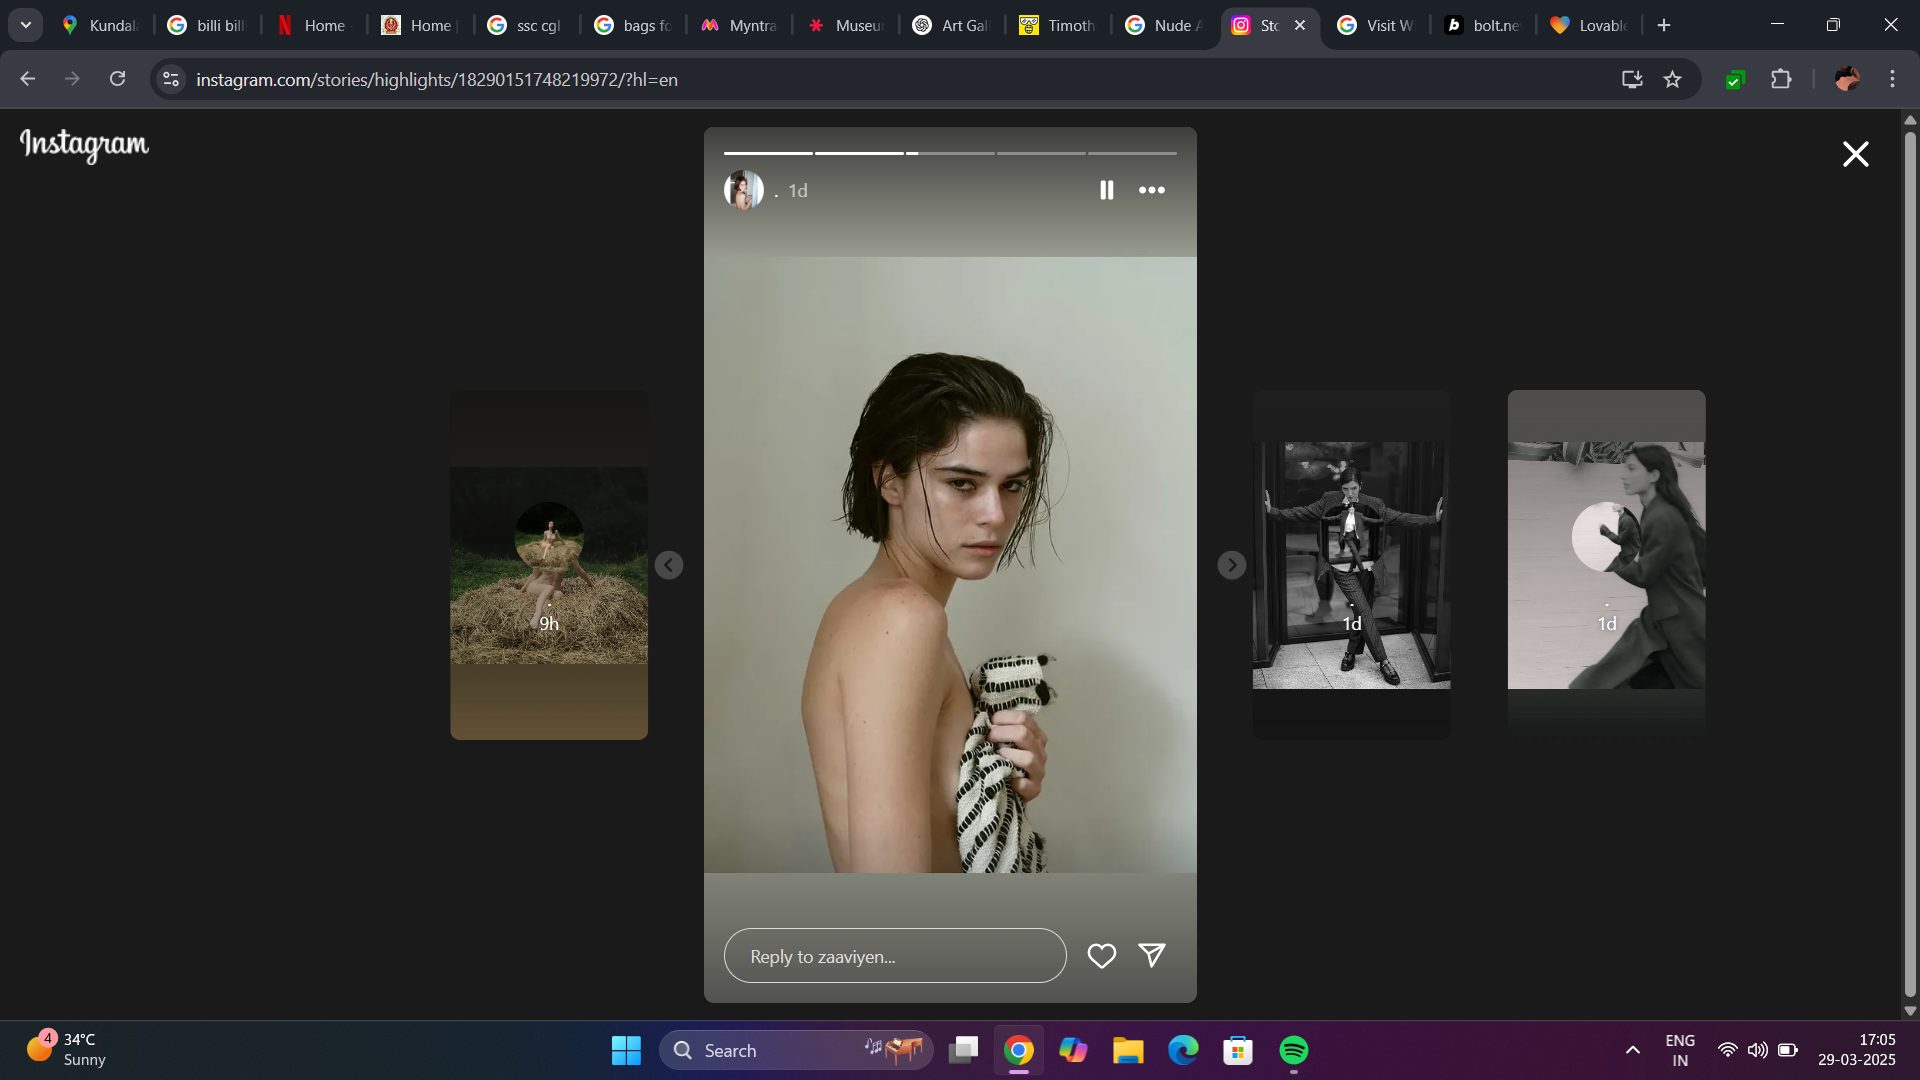 Kundal
billi bill
Home
Home
ssc cgl
bags fo
Myntra
Museu
Art Gal
Timoth
Nude A
Sto
Visit W
bolt.ne
Lovabl
instagram.com/stories/highlights/18290151748219972/?hl=en
Instagram
. 1d
.
9h
.
1d
.
1d
Reply to zaaviyen...
4
34°C
Sunny
Search
ENG
IN
17:05
29-03-2025